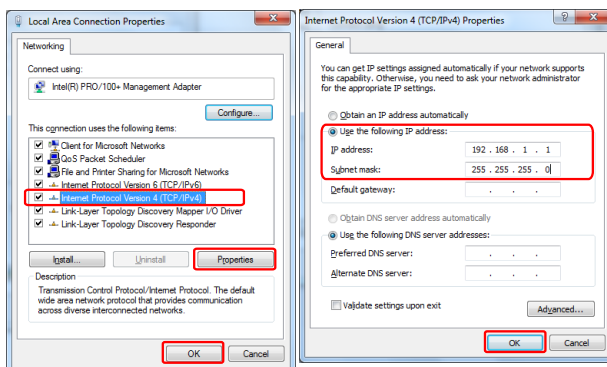 Local Area Connection Properties
Networking
Connect using:
Intel(R) PRO/100+ Management Adapter
Configure...
This connection uses the following items:
Client for Microsoft Networks
QoS Packet Scheduler
File and Printer Sharing for Microsoft Networks
Internet Protocol Version 6 (TCP/IPv6)
Internet Protocol Version 4 (TCP/IPv4)
Link-Layer Topology Discovery Mapper I/O Driver
Link-Layer Topology Discovery Responder
Install...
Uninstall
Properties
Description
Transmission Control Protocol/Internet Protocol. The default
wide area network protocol that provides communication
across diverse interconnected networks.
OK
Cancel
Internet Protocol Version 4 (TCP/IPv4) Properties
General
You can get IP settings assigned automatically if your network supports
this capability. Otherwise, you need to ask your network administrator
for the appropriate IP settings.
Obtain an IP address automatically
Use the following IP address:
IP address: 192 . 168 . 1 . 1
Subnet mask: 255 . 255 . 255 . 0
Default gateway: . . .
Obtain DNS server address automatically
Use the following DNS server addresses:
Preferred DNS server: . . .
Alternate DNS server: . . .
Validate settings upon exit
Advanced...
OK
Cancel